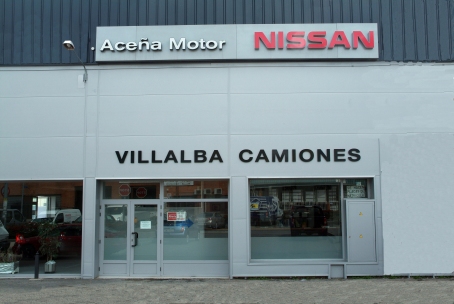 Aceña Motor NISSAN
VILLALBA CAMIONES